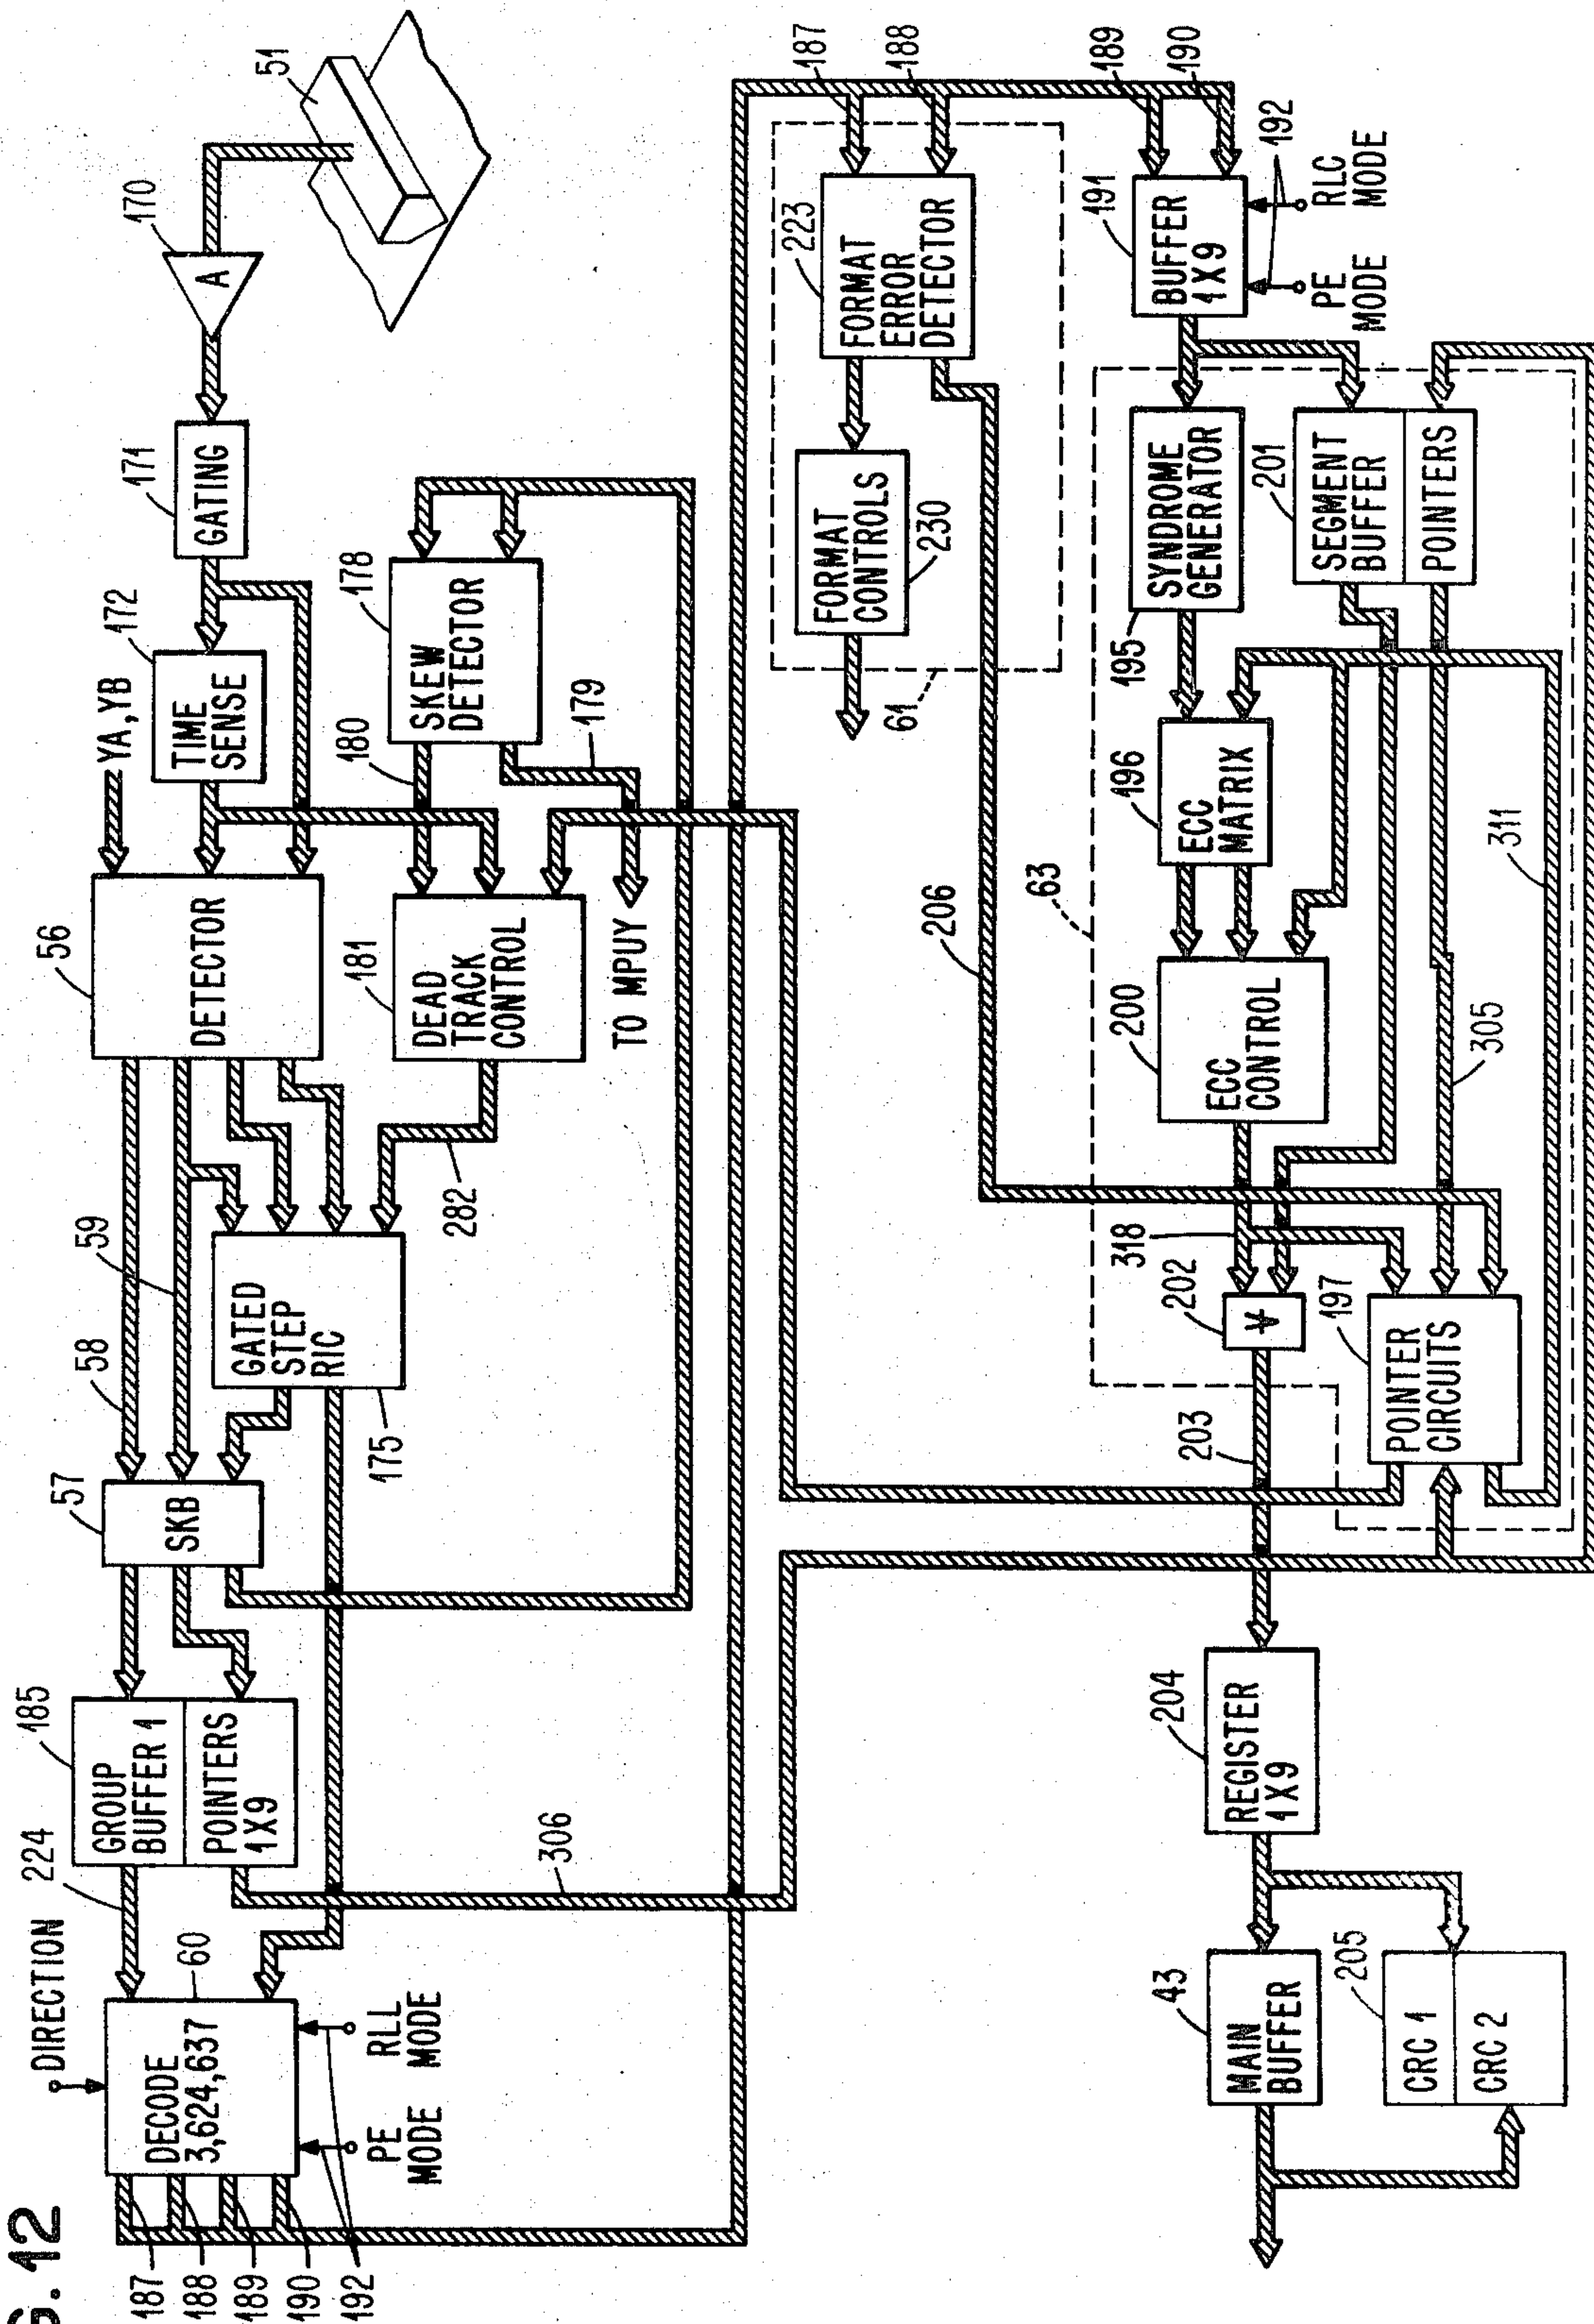 G. 12
DIRECTION
224
185
57
58
59
56
YA, YB
172
171
170
51
187
188
189
190
192
DECODE
3,624,637
60
PE
MODE
RLL
MODE
GROUP
BUFFER 1
POINTERS
1X9
306
SKB
GATED
STEP
RIC
175
282
DETECTOR
DEAD
TRACK
CONTROL
181
TO MPUY
TIME
SENSE
180
SKEW
DETECTOR
178
179
GATING
A
187
188
189
190
192
FORMAT
ERROR
DETECTOR
223
FORMAT
CONTROLS
230
61
206
BUFFER
1X9
191
PE
MODE
RLC
MODE
63
SYNDROME
GENERATOR
195
SEGMENT
BUFFER
POINTERS
201
ECC
MATRIX
196
ECC
CONTROL
200
305
311
318
202
V
203
POINTER
CIRCUITS
197
REGISTER
1X9
204
MAIN
BUFFER
43
CRC 1
CRC 2
205